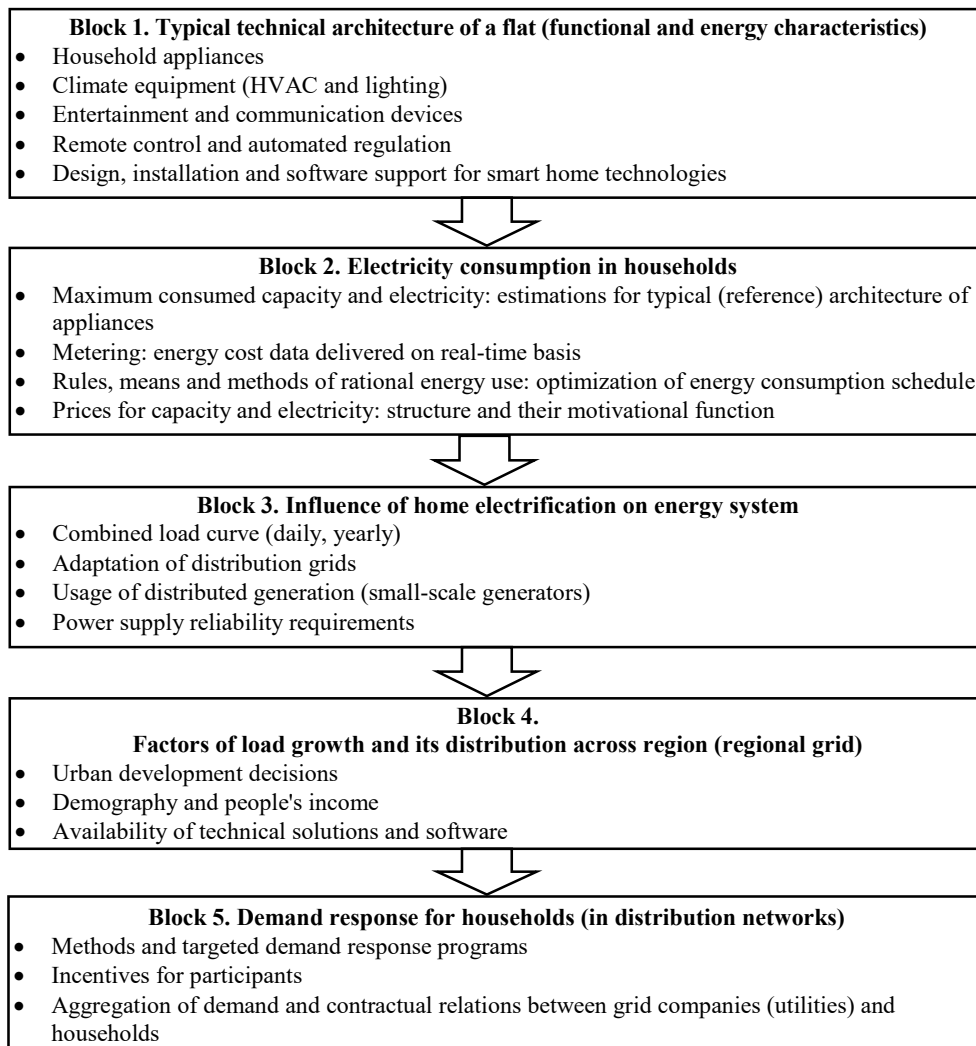 Block 1. Typical technical architecture of a flat (functional and energy characteristics)
• Household appliances
• Climate equipment (HVAC and lighting)
• Entertainment and communication devices
• Remote control and automated regulation
• Design, installation and software support for smart home technologies
Block 2. Electricity consumption in households
• Maximum consumed capacity and electricity: estimations for typical (reference) architecture of
appliances
• Metering: energy cost data delivered on real-time basis
• Rules, means and methods of rational energy use: optimization of energy consumption schedule
• Prices for capacity and electricity: structure and their motivational function
Block 3. Influence of home electrification on energy system
• Combined load curve (daily, yearly)
• Adaptation of distribution grids
• Usage of distributed generation (small-scale generators)
• Power supply reliability requirements
Block 4.
Factors of load growth and its distribution across region (regional grid)
• Urban development decisions
• Demography and people's income
• Availability of technical solutions and software
Block 5. Demand response for households (in distribution networks)
• Methods and targeted demand response programs
• Incentives for participants
• Aggregation of demand and contractual relations between grid companies (utilities) and
households